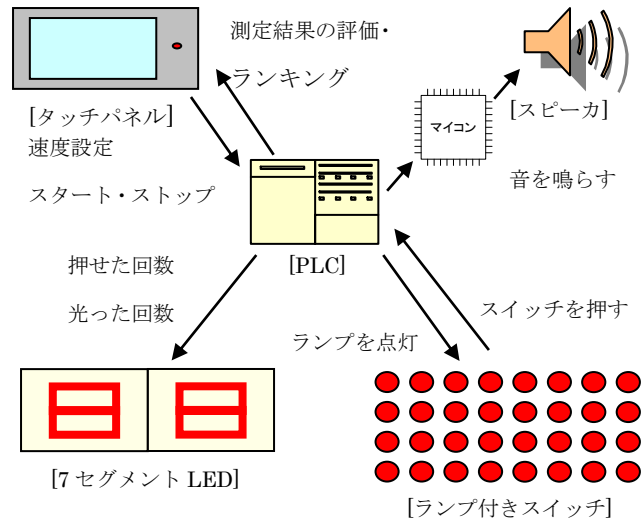 測定結果の評価・
ランキング
[タッチパネル]
速度設定
スタート・ストップ
マイコン
[スピーカ]
音を鳴らす
[PLC]
押せた回数
光った回数
ランプを点灯
スイッチを押す
[7 セグメント LED]
[ランプ付きスイッチ]